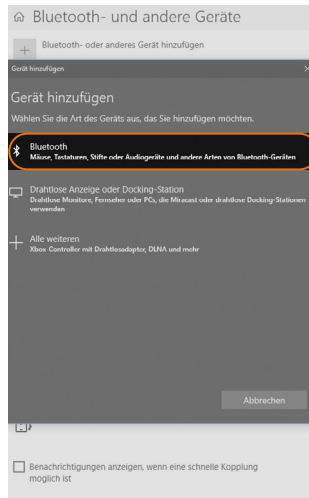 Bluetooth- und andere Geräte
Bluetooth- oder anderes Gerät hinzufügen
Gerät hinzufügen
Gerät hinzufügen
Wählen Sie die Art des Geräts aus, das Sie hinzufügen möchten.
Bluetooth
Mäuse, Tastaturen, Stifte oder Audiogeräte und andere Arten von Bluetooth-Geräten
Drahtlose Anzeige oder Docking-Station
Drahtlose Monitore, Fernseher oder PCs, die Miracast oder drahtlose Docking-Stationen
verwenden
Alle weiteren
Xbox Controller mit Drahtlosadapter, DLNA und mehr
Abbrechen
Benachrichtigungen anzeigen, wenn eine schnelle Kopplung
möglich ist